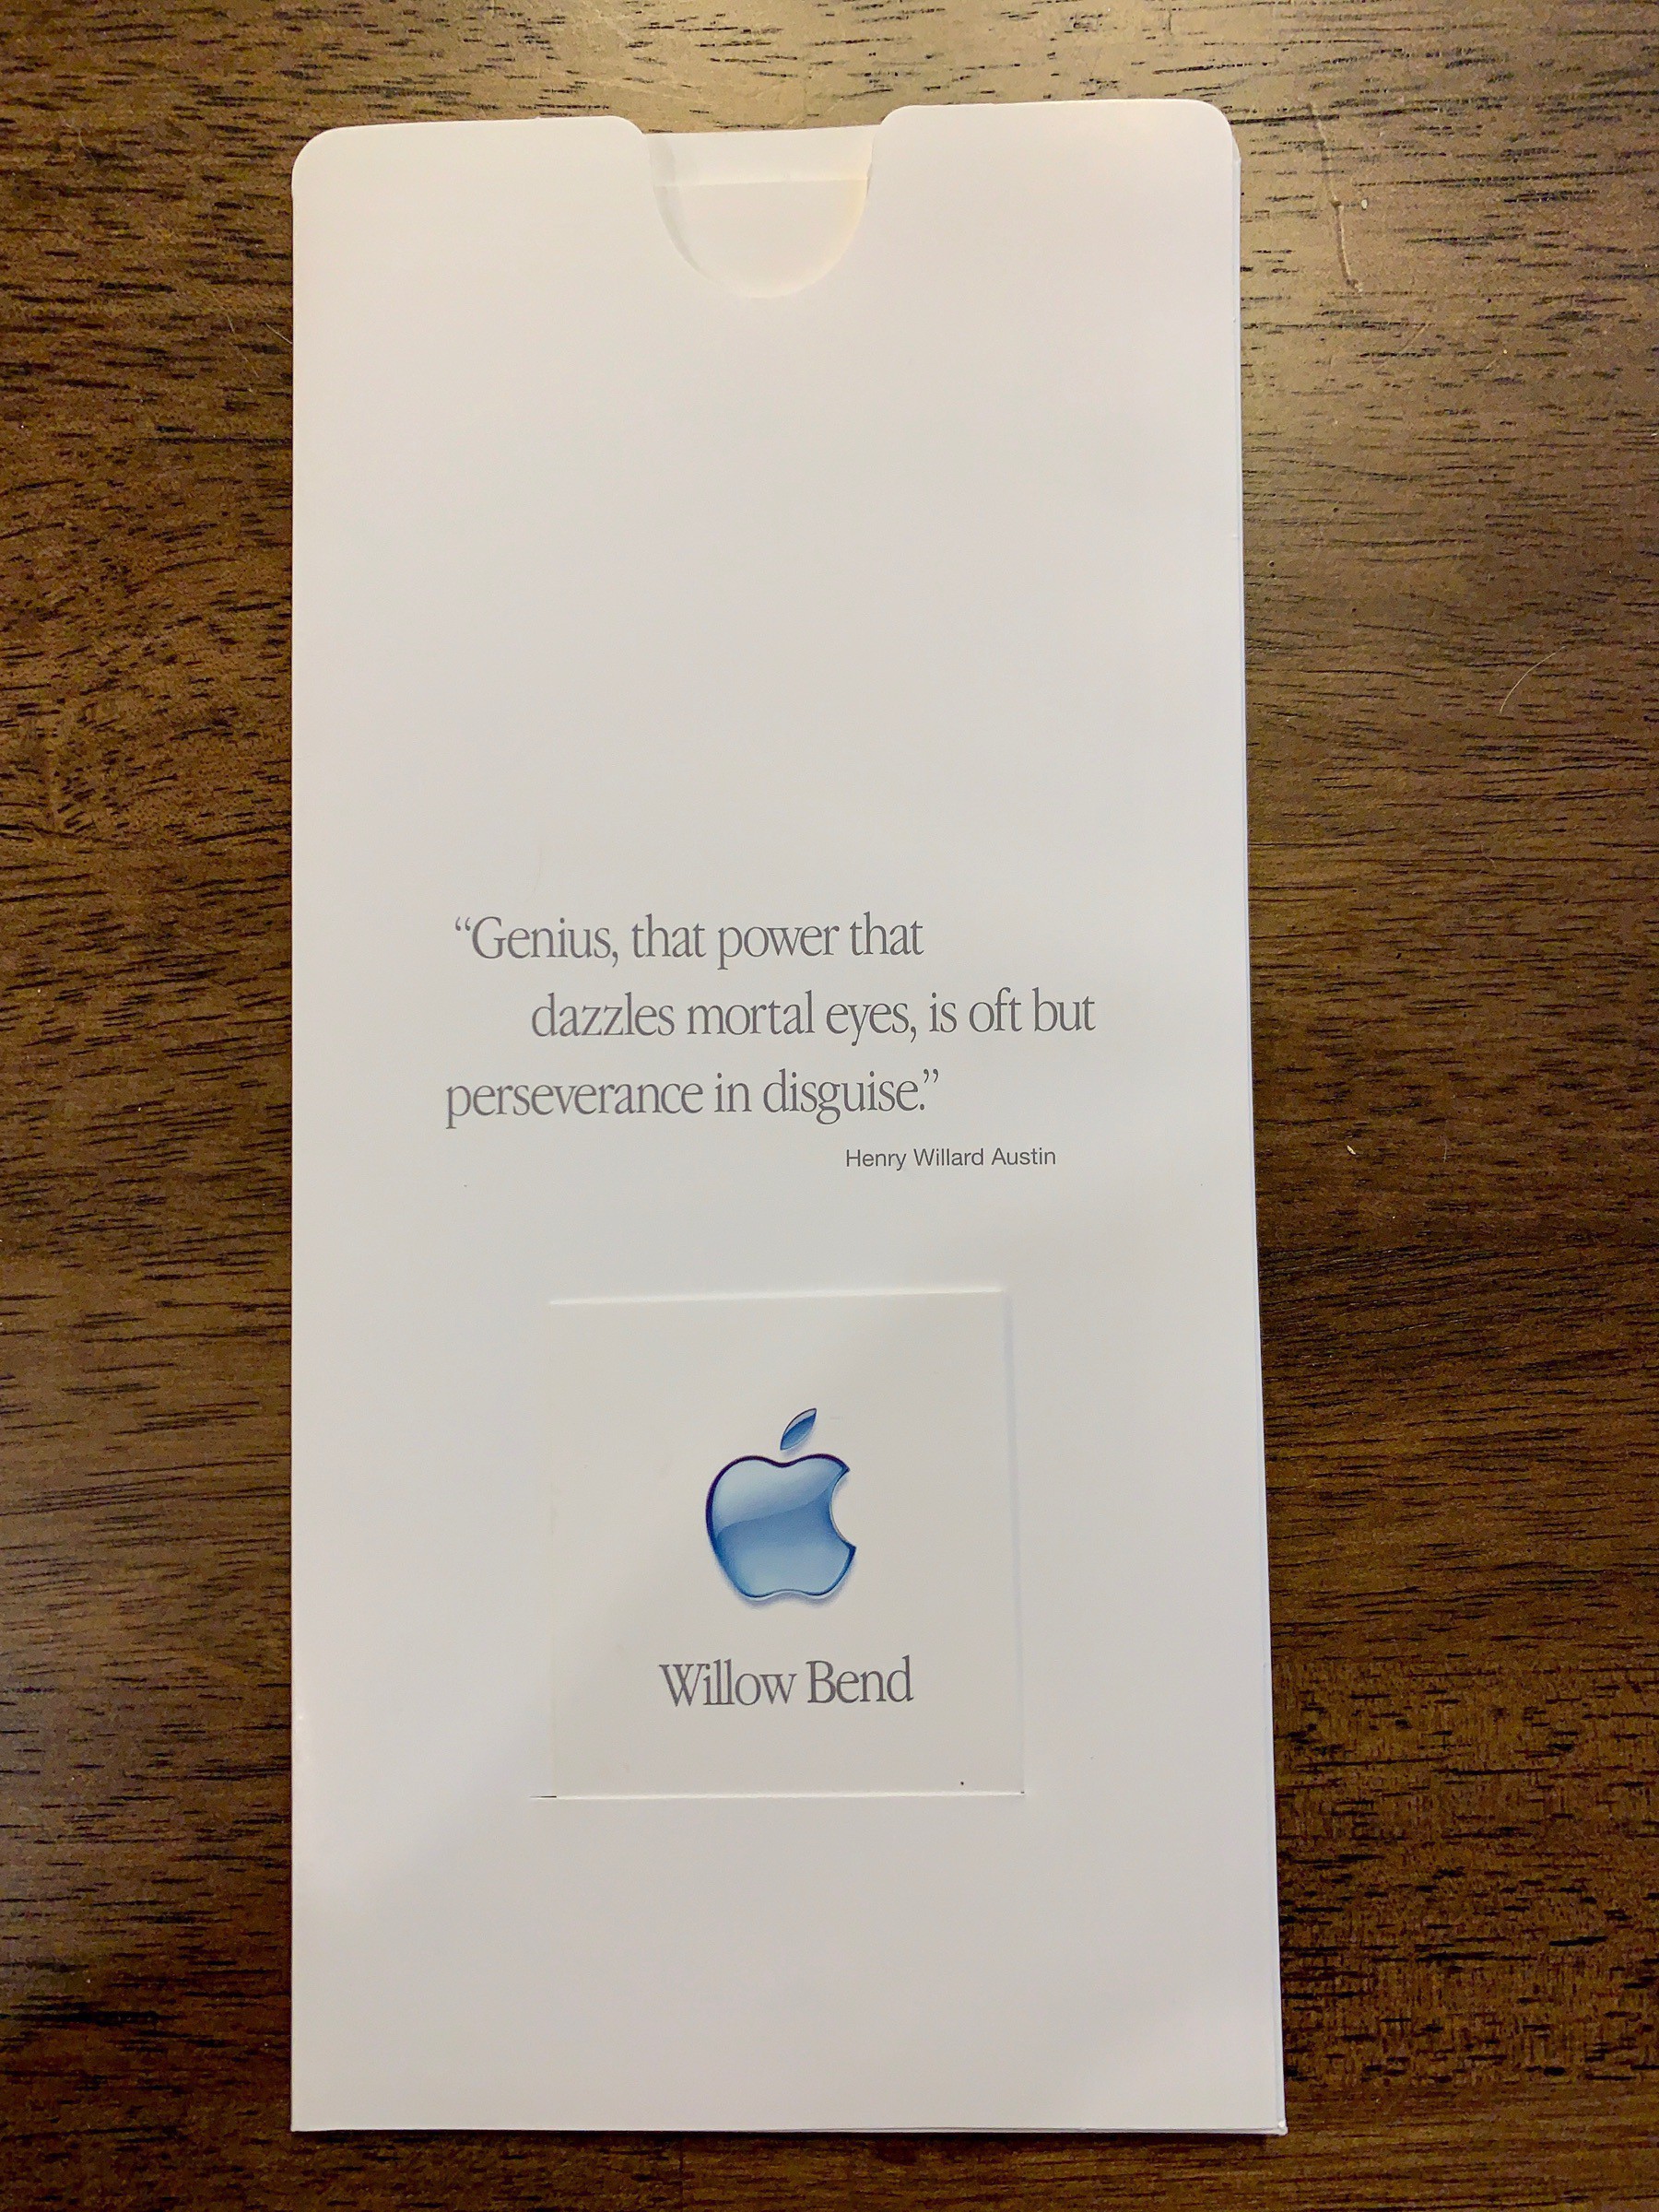 “Genius, that power that
dazzles mortal eyes, is oft but
perseverance in disguise.”
Henry Willard Austin
Willow Bend